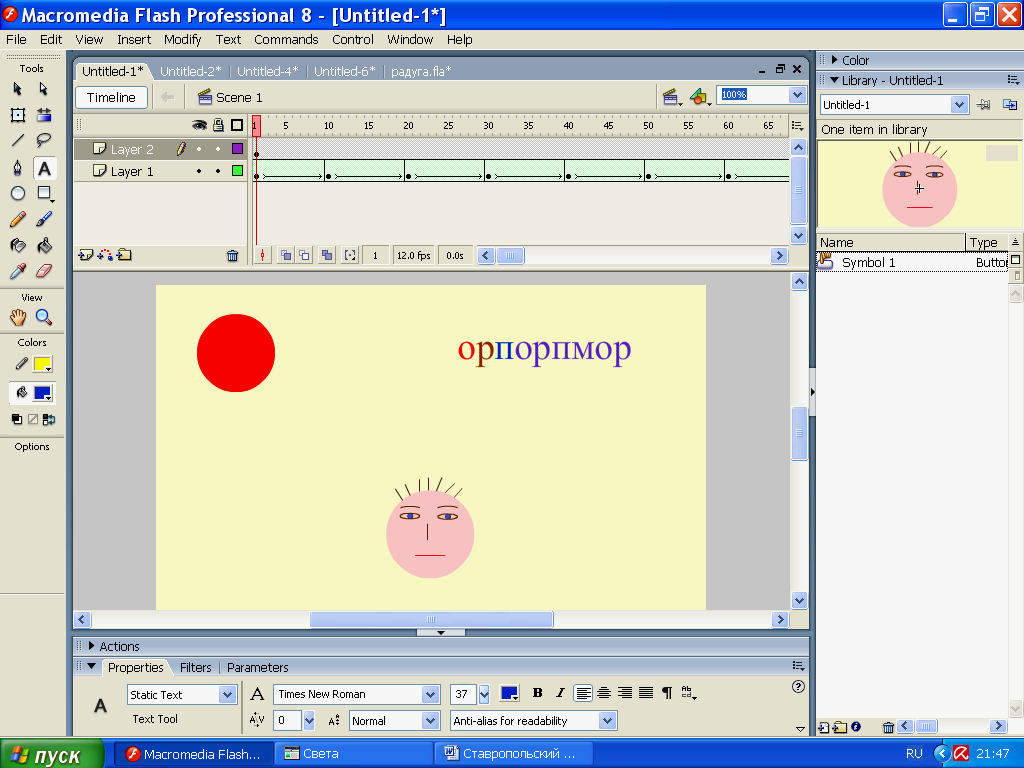 Macromedia Flash Professional 8 - [Untitled-1*]
File Edit View Insert Modify Text Commands Control Window Help
Tools
View
Colors
Options
Untitled-1* Untitled-2* Untitled-4* Untitled-6* радуга.fla*
Timeline Scene 1 100%
1 5 10 15 20 25 30 35 40 45 50 55 60 65
Layer 2
Layer 1
1 12.0 fps 0.0s
орпорпмор
Color
Library - Untitled-1
Untitled-1
One item in library
Name Type
Symbol 1 Butto
Actions
Properties Filters Parameters
A Static Text A Times New Roman 37 B I
Text Tool A/V 0 Normal Anti-alias for readability
пуск Macromedia Flash... Света Ставропольский ... RU 21:47